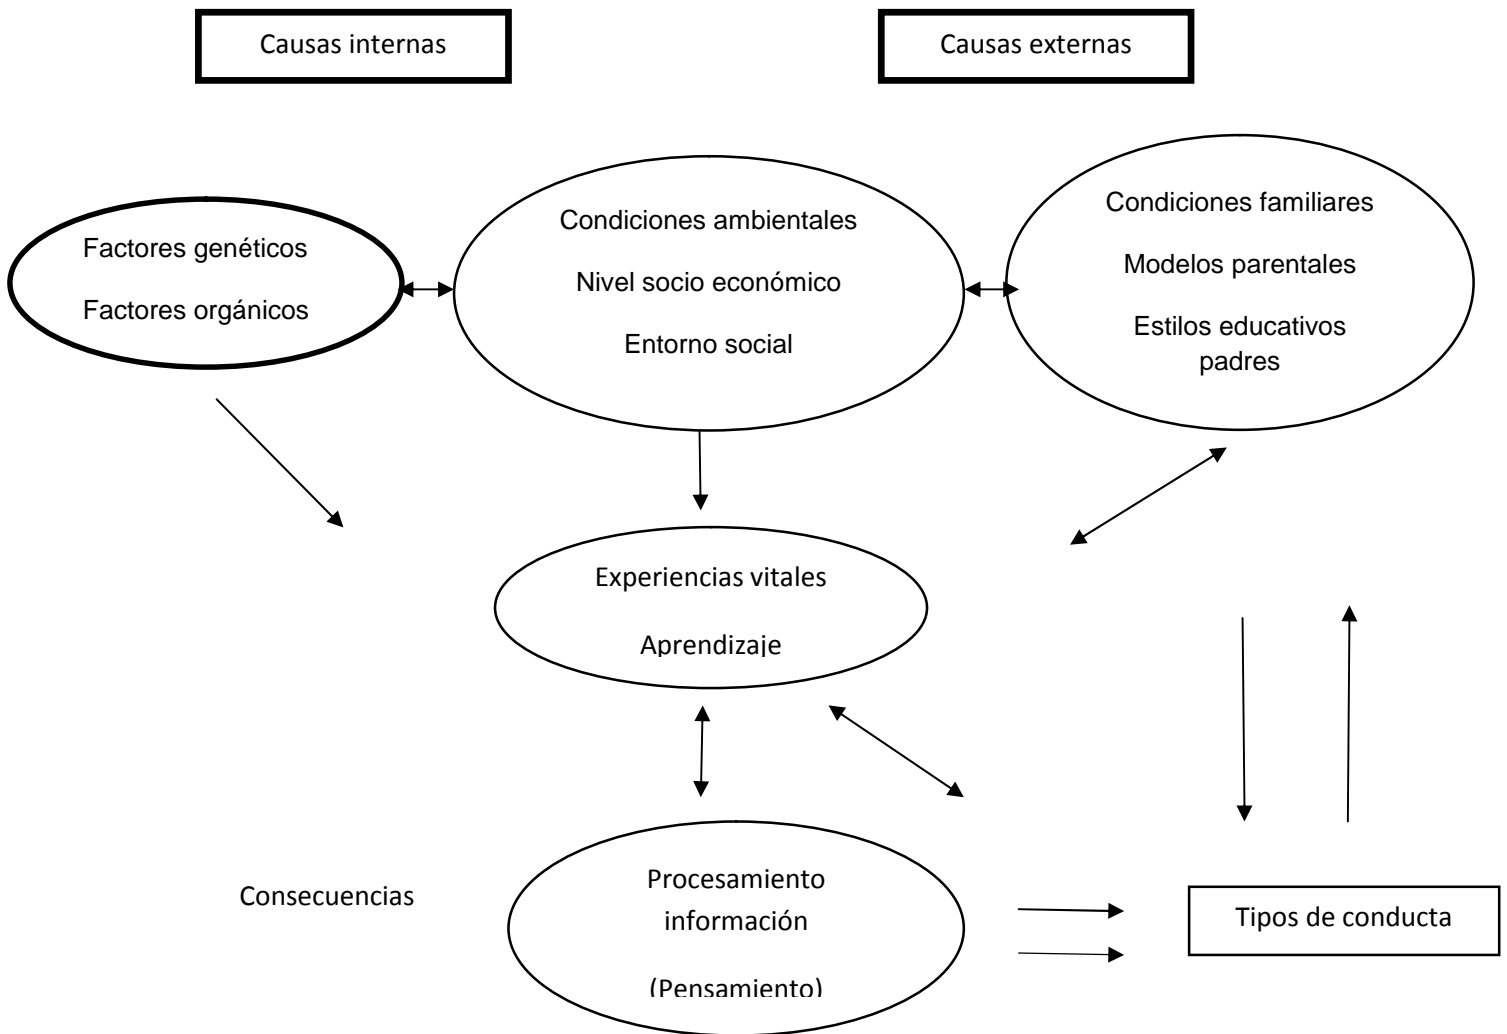 Causas internas
Causas externas
Factores genéticos
Factores orgánicos
Condiciones ambientales
Nivel socio económico
Entorno social
Condiciones familiares
Modelos parentales
Estilos educativos
padres
Experiencias vitales
Aprendizaje
Consecuencias
Procesamiento
información
(Pensamiento)
Tipos de conducta